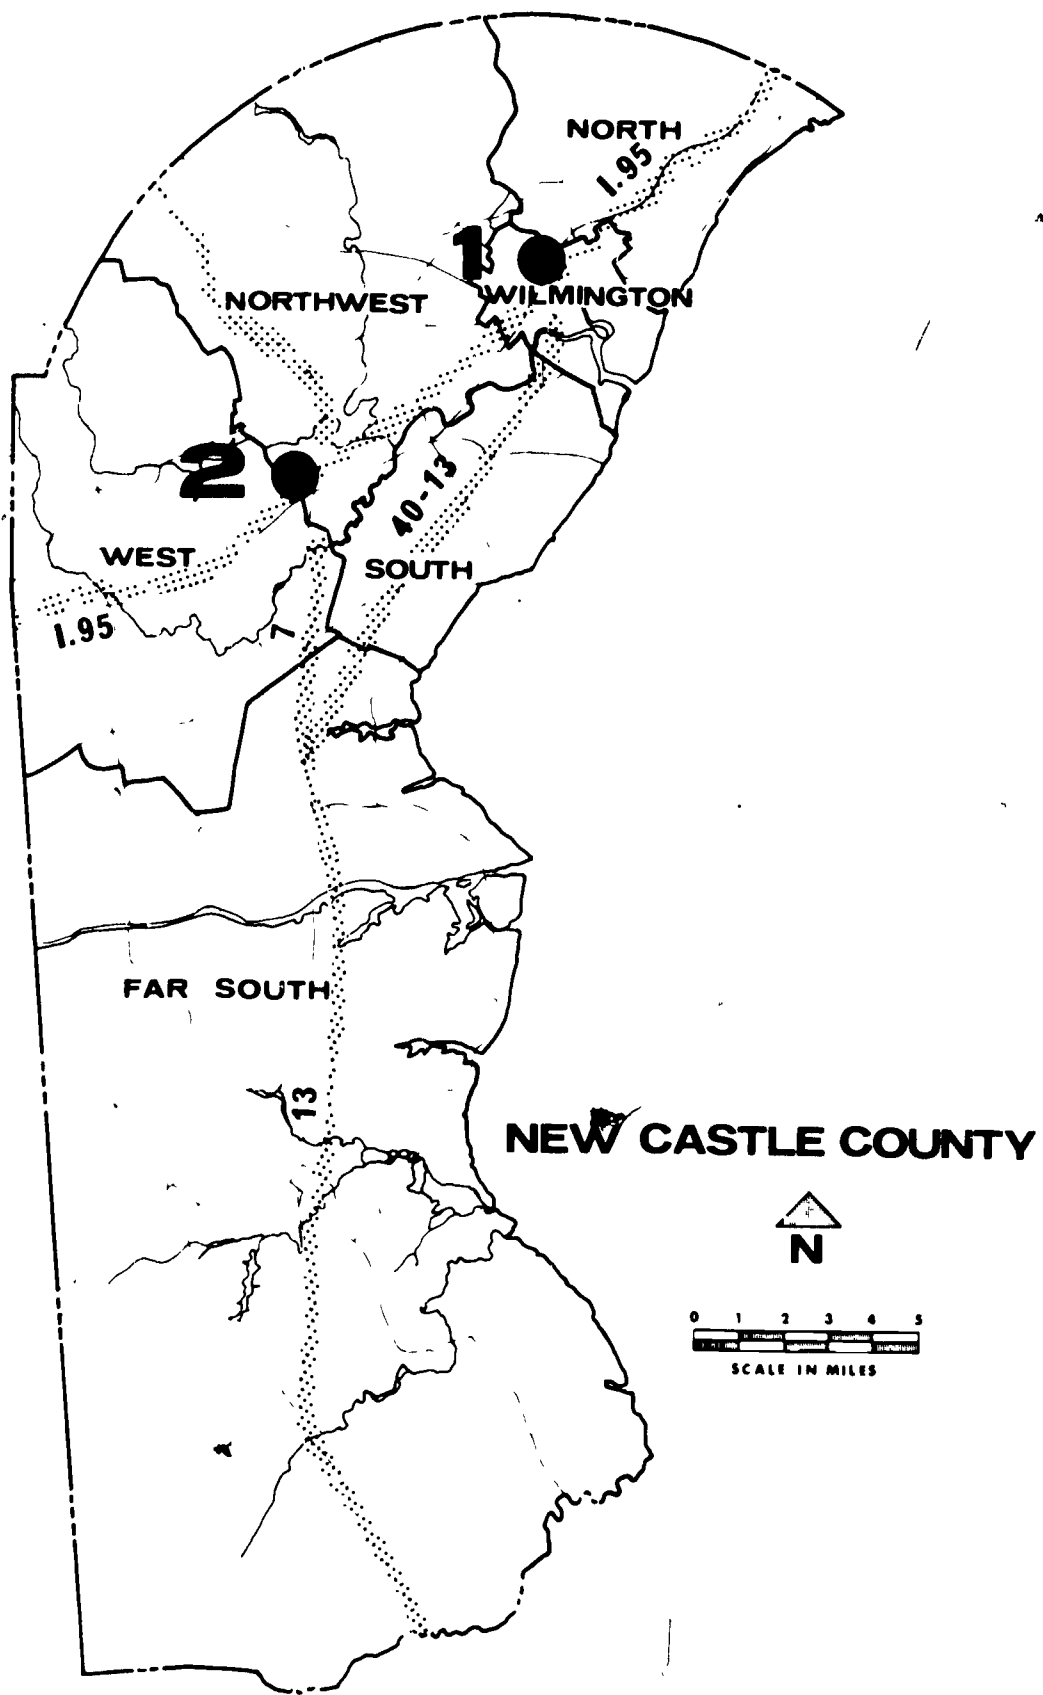 NORTH
I.95
1
WILMINGTON
NORTHWEST
2
40-13
WEST
SOUTH
I.95
7
FAR SOUTH
13
NEW CASTLE COUNTY
N
0 1 2 3 4 5
SCALE IN MILES